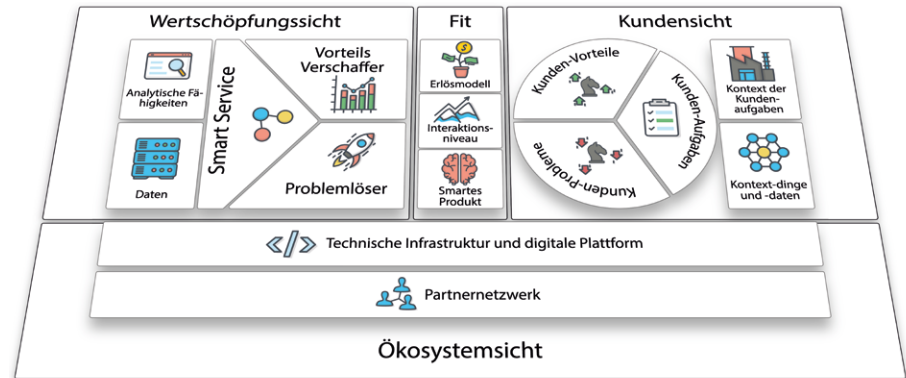 Wertschöpfungssicht
Analytische Fä-
higkeiten
Daten
Smart Service
Vorteils
Verschaffer
Problemlöser
Fit
Erlösmodell
Interaktions-
niveau
Smartes
Produkt
Kundensicht
Kunden-Vorteile
Kunden-Probleme
Kunden-Aufgaben
Kontext der
Kunden-
aufgaben
Kontext-dinge
und -daten
</> Technische Infrastruktur und digitale Plattform
Partnernetzwerk
Ökosystemsicht